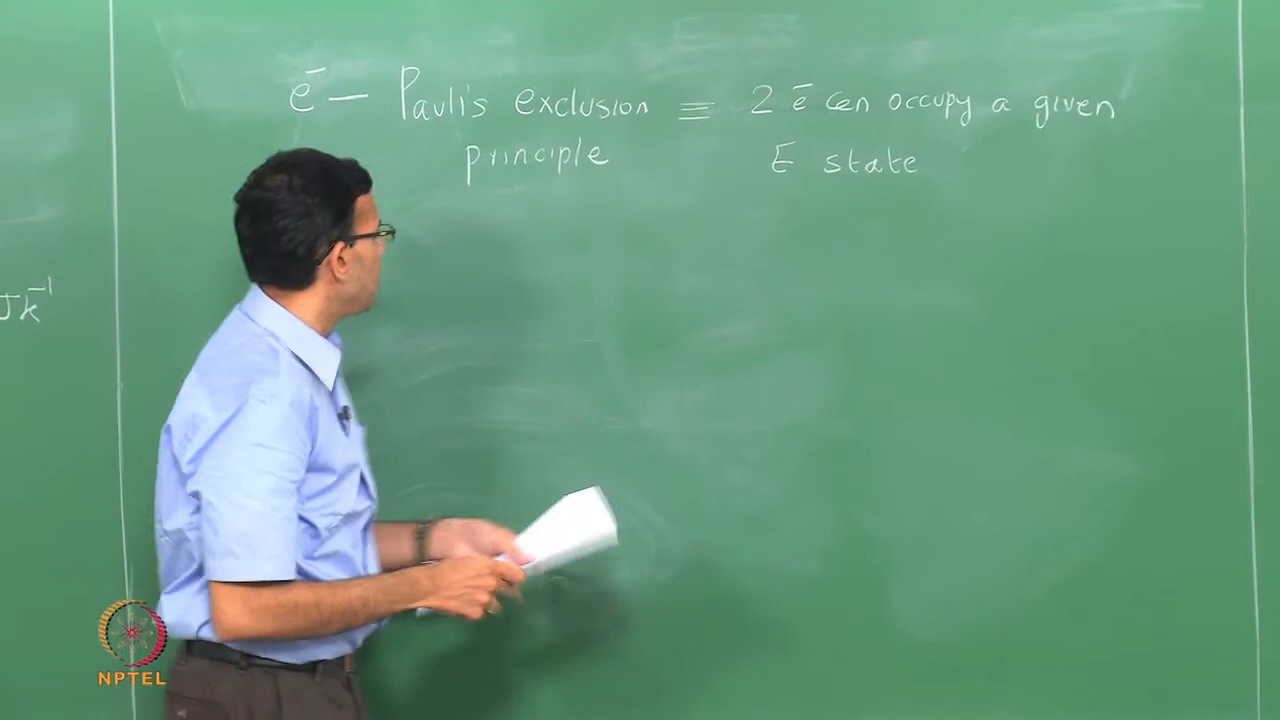 e⁻ — Pauli's exclusion ≡ 2 e⁻ can occupy a given
principle E state
JK⁻¹
NPTEL